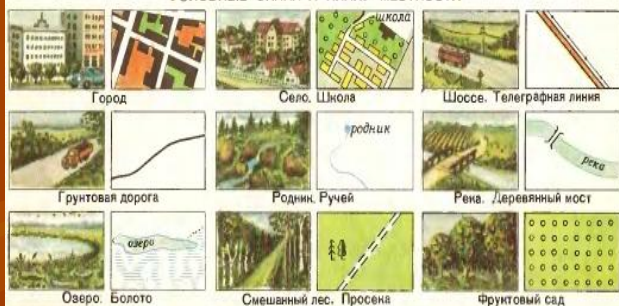 школа
Город
Село. Школа
Шоссе. Телеграфная линия
родник
река
Грунтовая дорога
Родник. Ручей
Река. Деревянный мост
озеро
Озеро. Болото
Смешанный лес. Просека
Фруктовый сад